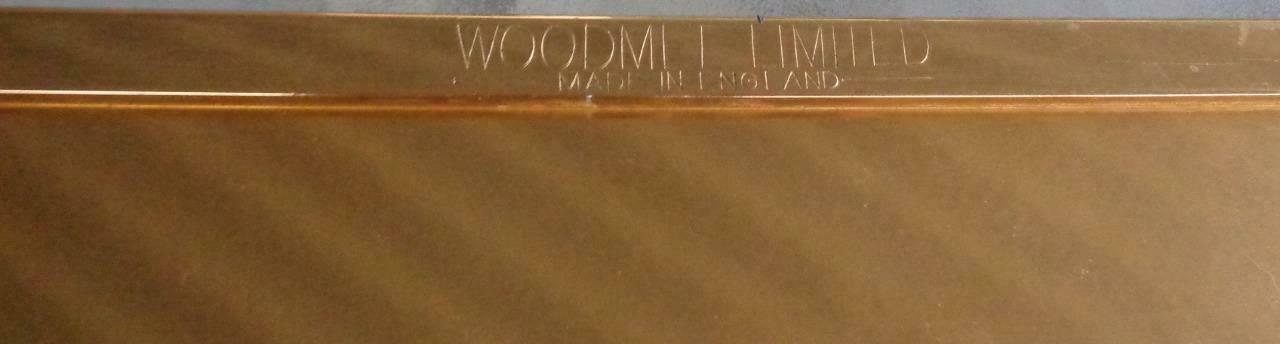 WOODMET LIMITED
MADE IN ENGLAND